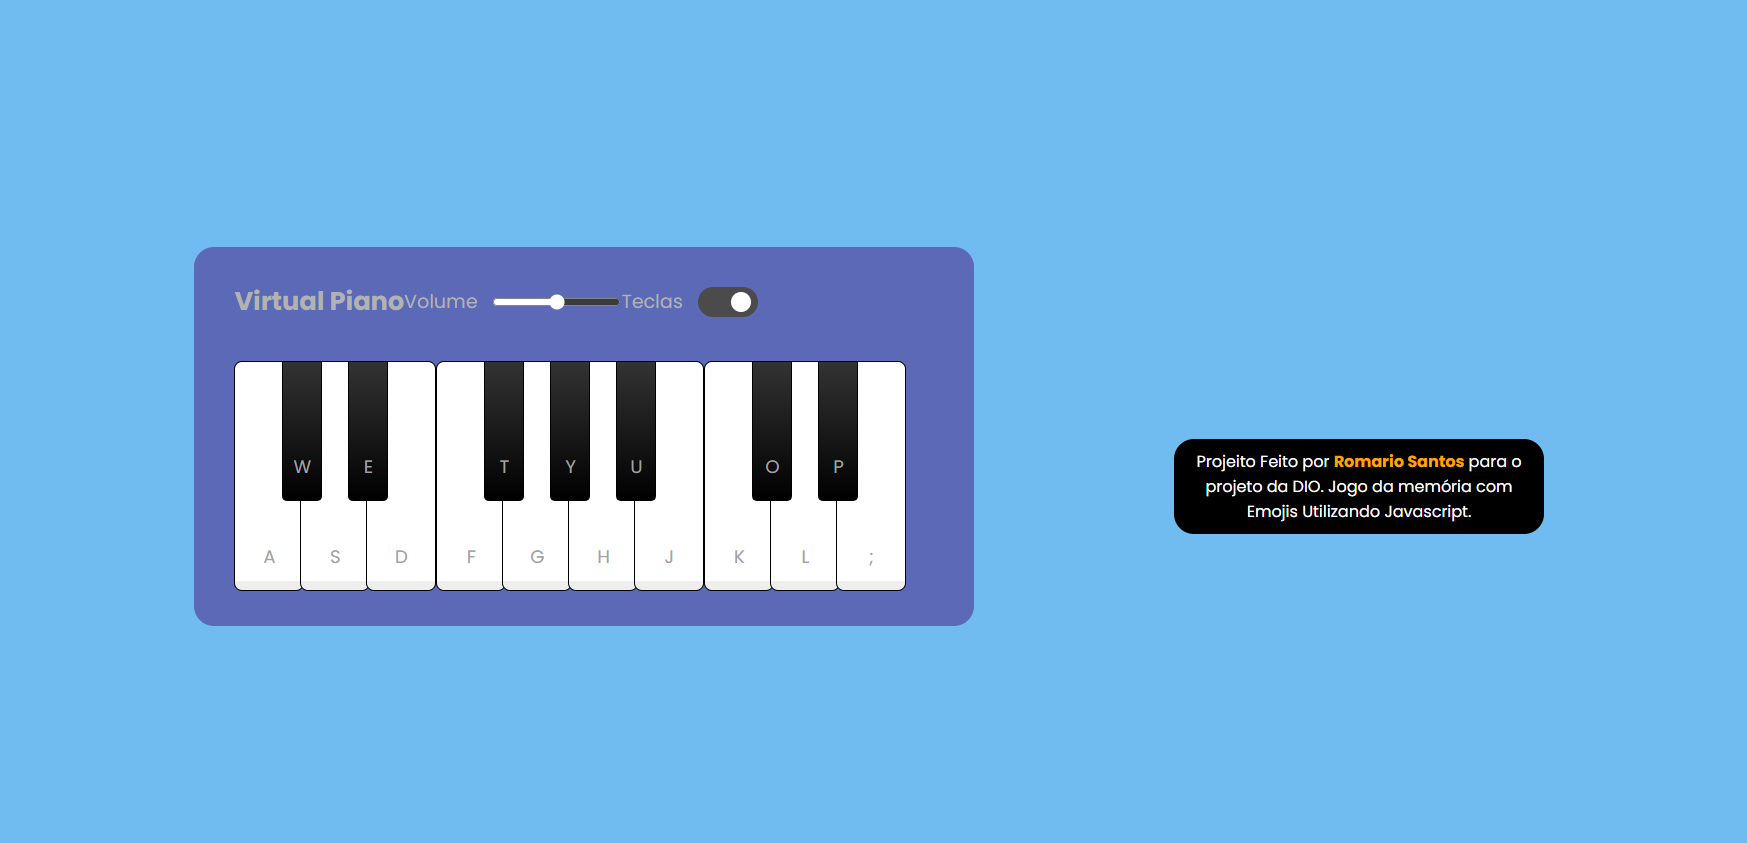 Virtual Piano Volume Teclas
W E T Y U O P
A S D F G H J K L ;
Projeito Feito por Romario Santos para o
projeto da DIO. Jogo da memória com
Emojis Utilizando Javascript.